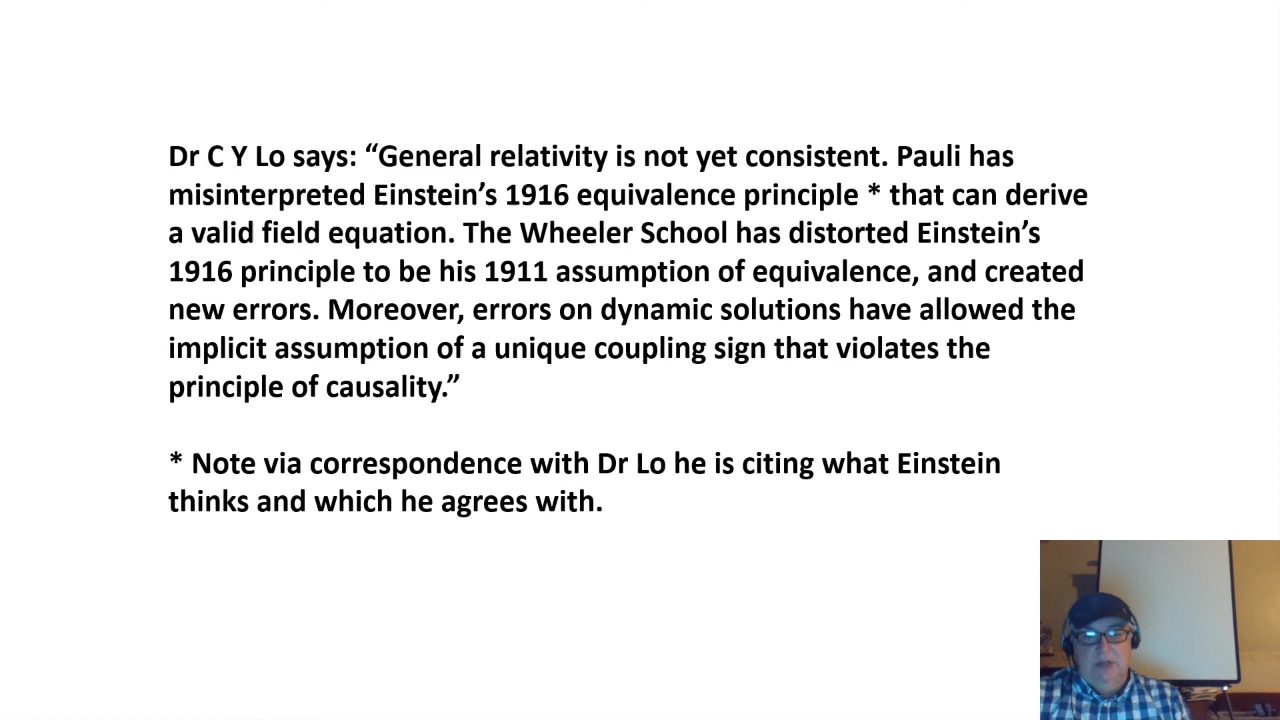 Dr C Y Lo says: “General relativity is not yet consistent. Pauli has
misinterpreted Einstein’s 1916 equivalence principle * that can derive
a valid field equation. The Wheeler School has distorted Einstein’s
1916 principle to be his 1911 assumption of equivalence, and created
new errors. Moreover, errors on dynamic solutions have allowed the
implicit assumption of a unique coupling sign that violates the
principle of causality.”
* Note via correspondence with Dr Lo he is citing what Einstein
thinks and which he agrees with.